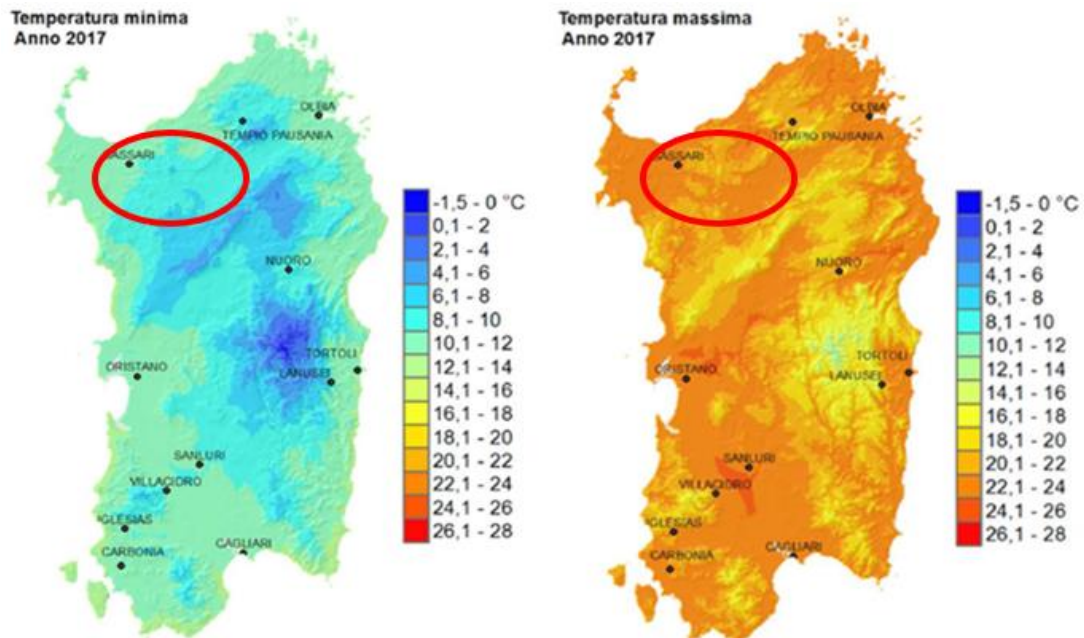 Temperatura minima
Anno 2017
OLBIA
TEMPIO PAUSANIA
SASSARI
NUORO
ORISTANO
TORTOLI
LANUSEI
SANLURI
VILLACIDRO
IGLESIAS
CARBONIA
CAGLIARI
-1,5 - 0 °C
0,1 - 2
2,1 - 4
4,1 - 6
6,1 - 8
8,1 - 10
10,1 - 12
12,1 - 14
14,1 - 16
16,1 - 18
18,1 - 20
20,1 - 22
22,1 - 24
24,1 - 26
26,1 - 28
Temperatura massima
Anno 2017
OLBIA
TEMPIO PAUSANIA
SASSARI
NUORO
ORISTANO
TORTOLI
LANUSEI
SANLURI
VILLACIDRO
IGLESIAS
CARBONIA
CAGLIARI
-1,5 - 0 °C
0,1 - 2
2,1 - 4
4,1 - 6
6,1 - 8
8,1 - 10
10,1 - 12
12,1 - 14
14,1 - 16
16,1 - 18
18,1 - 20
20,1 - 22
22,1 - 24
24,1 - 26
26,1 - 28